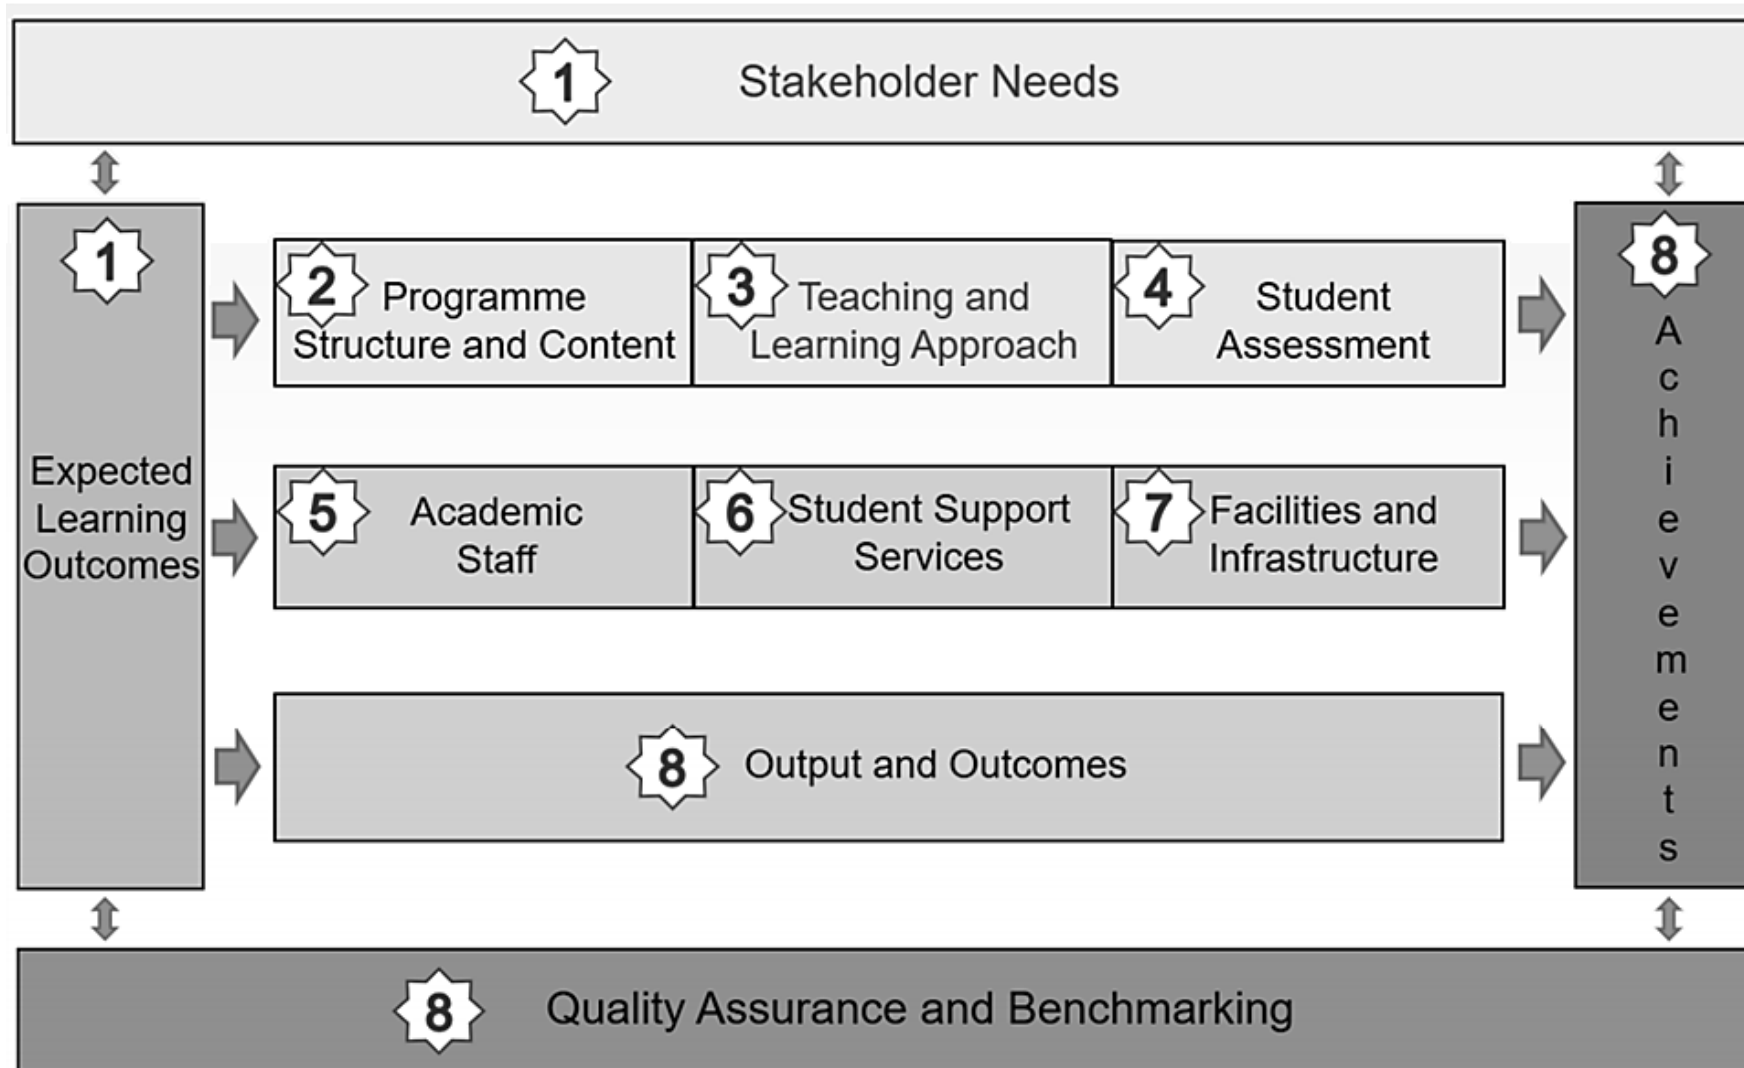 1 Stakeholder Needs
1
Expected
Learning
Outcomes
2 Programme
Structure and Content
3 Teaching and
Learning Approach
4 Student
Assessment
5 Academic
Staff
6 Student Support
Services
7 Facilities and
Infrastructure
8 Output and Outcomes
8
Achievements
8 Quality Assurance and Benchmarking